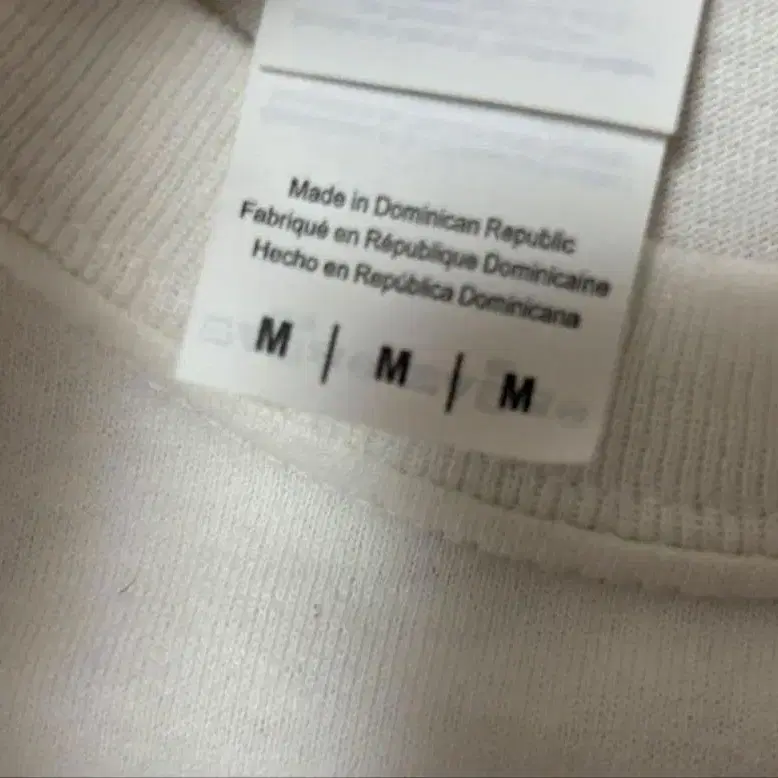 Made in Dominican Republic
Fabriqué en République Dominicaine
Hecho en República Dominicana
M | M | M